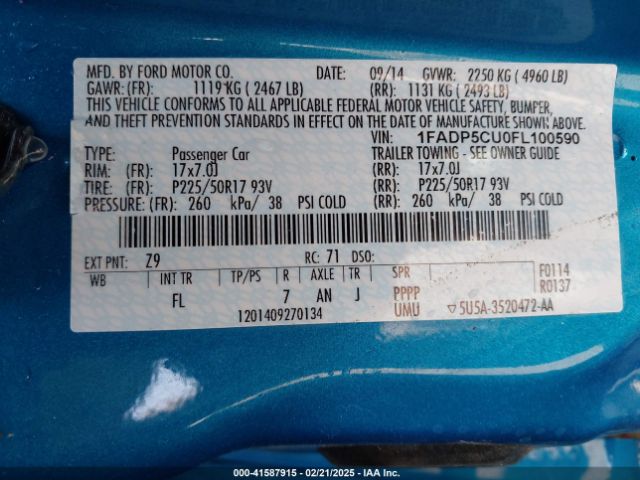 MFD. BY FORD MOTOR CO. DATE: 09/14 GVWR: 2250 KG ( 4960 LB)
GAWR: (FR): 1119 KG ( 2467 LB) (RR): 1131 KG ( 2493 LB)
THIS VEHICLE CONFORMS TO ALL APPLICABLE FEDERAL MOTOR VEHICLE SAFETY, BUMPER,
AND THEFT PREVENTION STANDARDS IN EFFECT ON THE DATE OF MANUFACTURE SHOWN ABOVE.
VIN: 1FADP5CU0FL100590
TYPE: Passenger Car TRAILER TOWING - SEE OWNER GUIDE
RIM: (FR): 17x7.0J (RR): 17x7.0J
TIRE: (FR): P225/50R17 93V (RR): P225/50R17 93V
PRESSURE: (FR): 260 kPa/ 38 PSI COLD (RR): 260 kPa/ 38 PSI COLD
EXT PNT: Z9 RC: 71 DSO:
WB INT TR TP/PS R AXLE TR SPR F0114
FL 7 AN J PPPP R0137
1201409270134 UMU ▽5U5A-3520472-AA
000-41587915 - 02/21/2025 - IAA Inc.